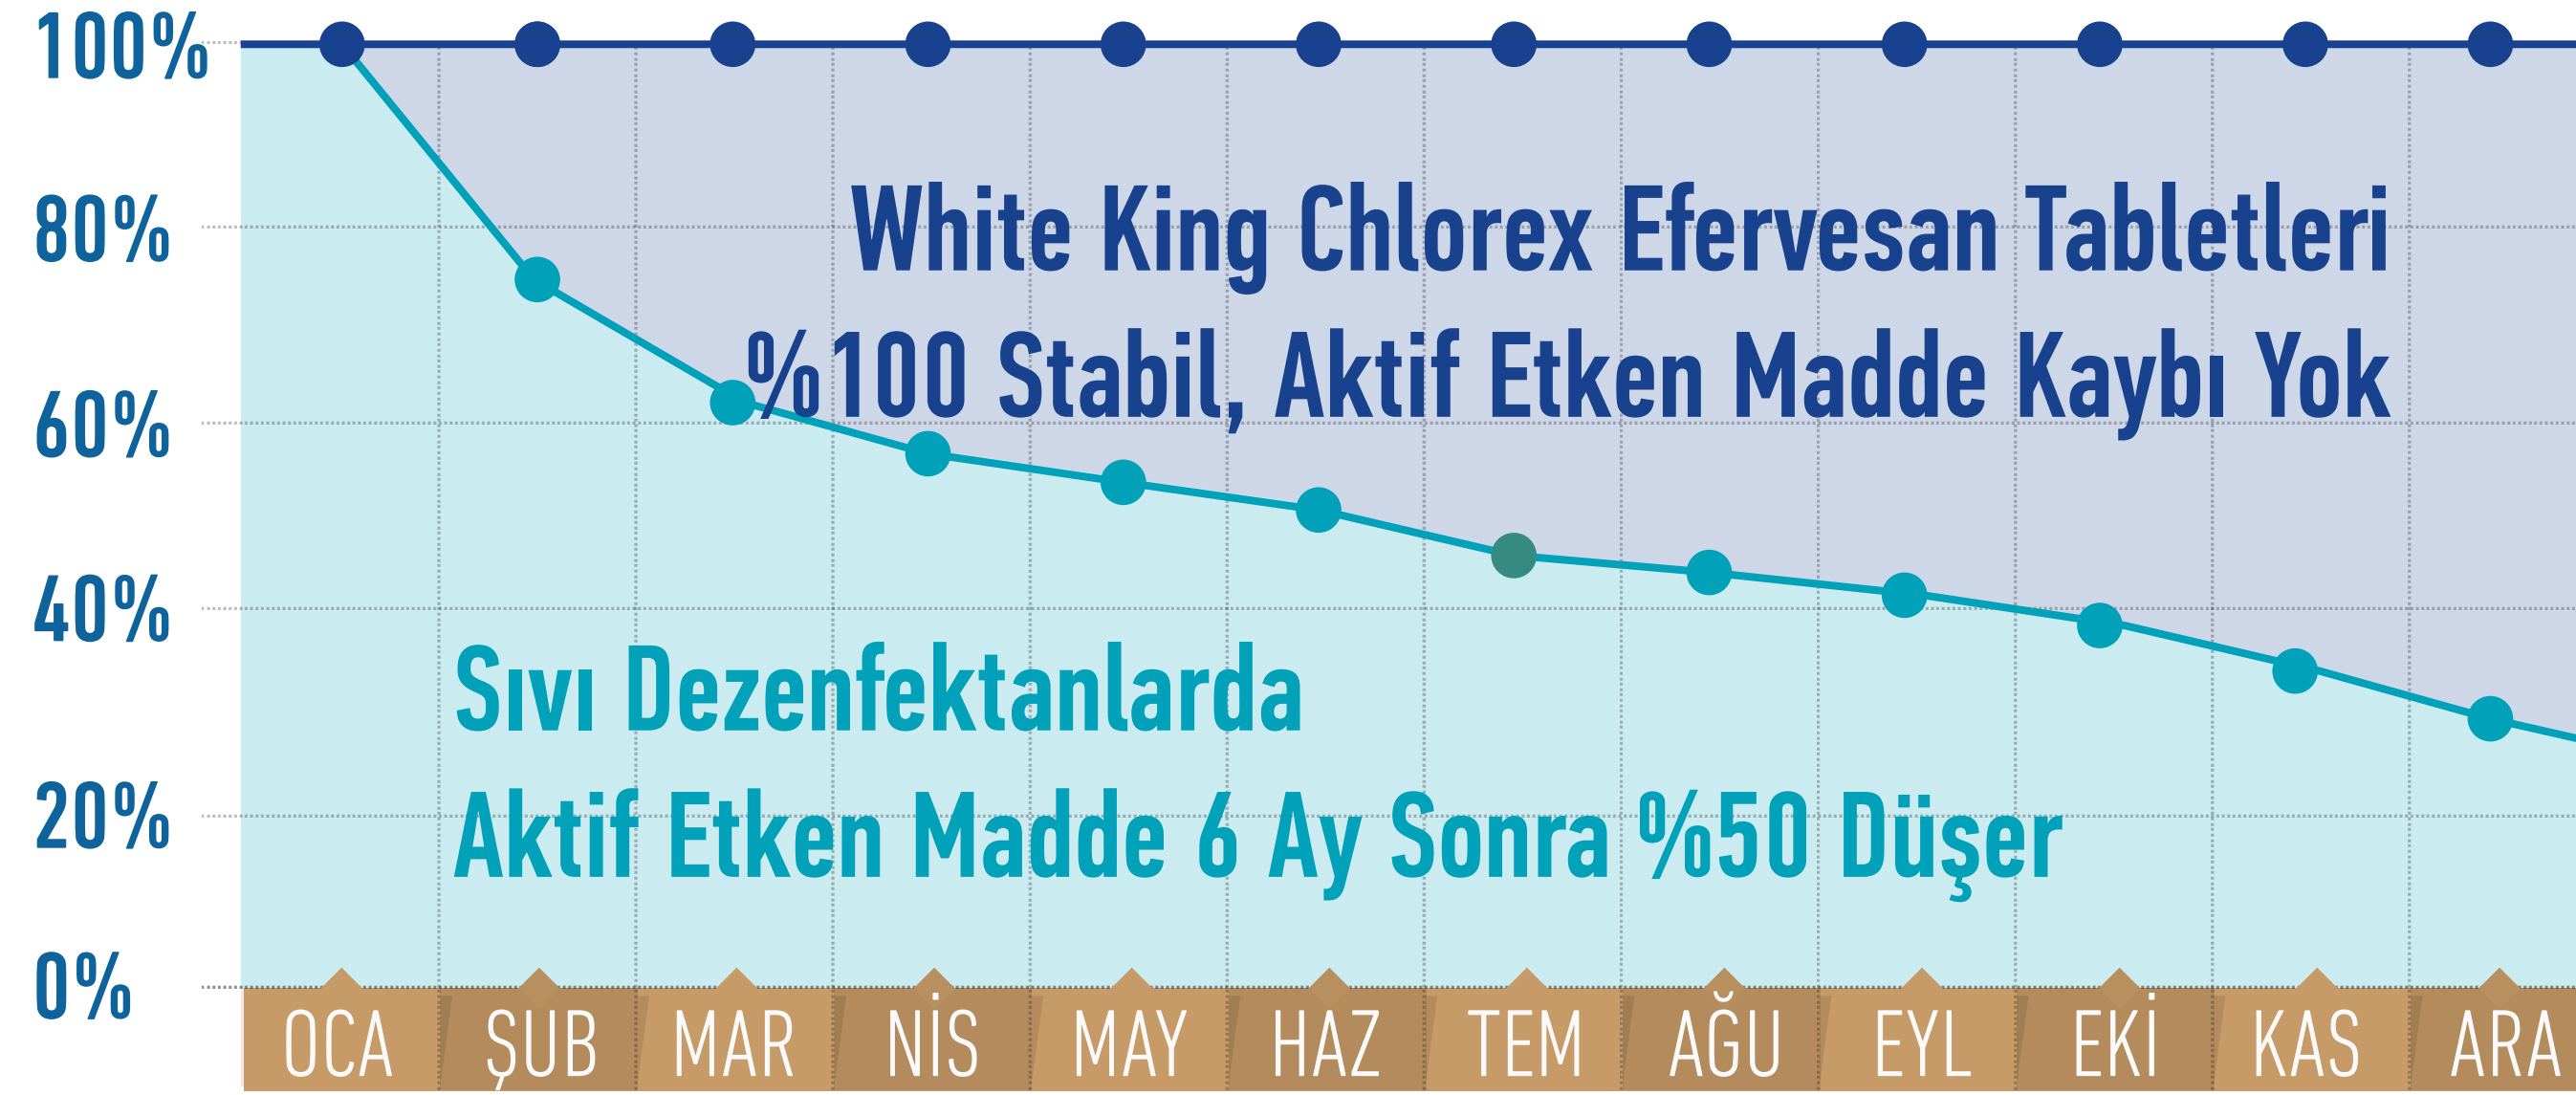 100%
80%
White King Chlorex Efervesan Tabletleri
%100 Stabil, Aktif Etken Madde Kaybı Yok
60%
40%
Sıvı Dezenfektanlarda
Aktif Etken Madde 6 Ay Sonra %50 Düşer
20%
0%
OCA ŞUB MAR NİS MAY HAZ TEM AĞU EYL EKİ KAS ARA